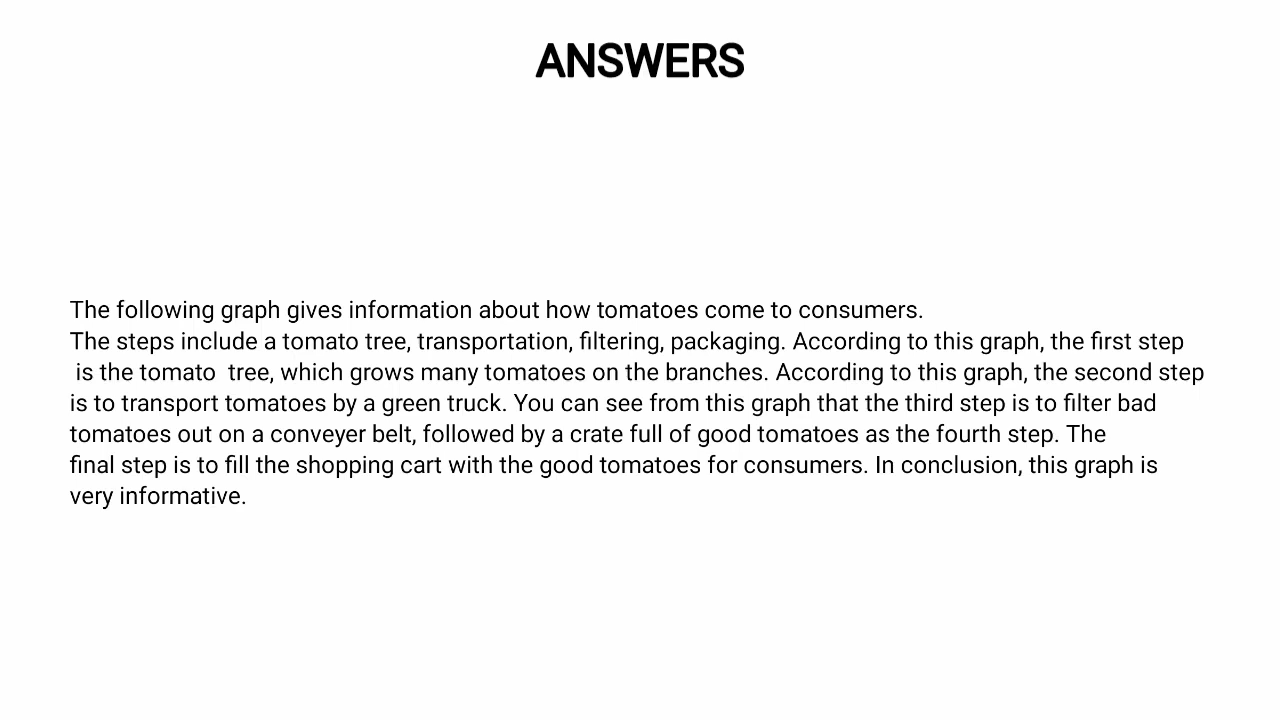 ANSWERS
The following graph gives information about how tomatoes come to consumers.
The steps include a tomato tree, transportation, filtering, packaging. According to this graph, the first step
is the tomato  tree, which grows many tomatoes on the branches. According to this graph, the second step
is to transport tomatoes by a green truck. You can see from this graph that the third step is to filter bad
tomatoes out on a conveyer belt, followed by a crate full of good tomatoes as the fourth step. The
final step is to fill the shopping cart with the good tomatoes for consumers. In conclusion, this graph is
very informative.